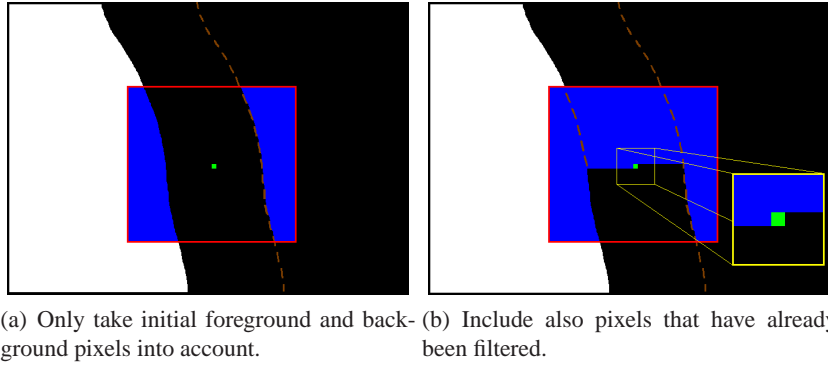 (a) Only take initial foreground and back-
ground pixels into account.
(b) Include also pixels that have already
been filtered.